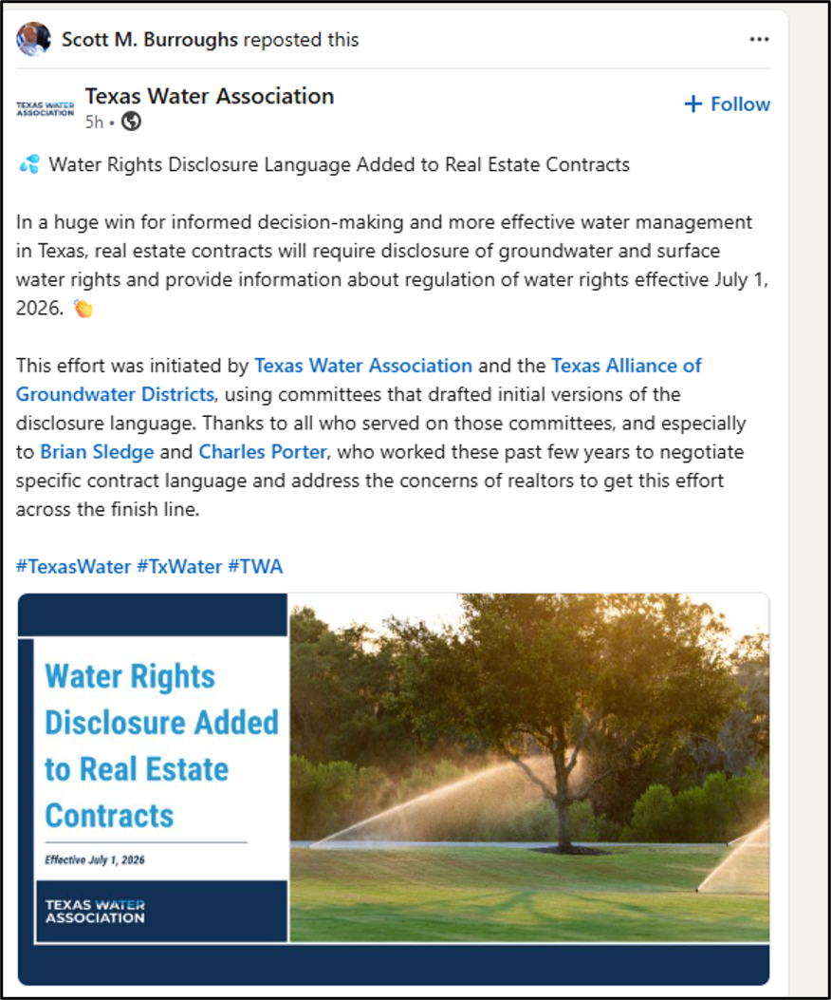 Scott M. Burroughs reposted this
TEXAS WATER
ASSOCIATION
Texas Water Association
5h •
+ Follow
💦 Water Rights Disclosure Language Added to Real Estate Contracts
In a huge win for informed decision-making and more effective water management
in Texas, real estate contracts will require disclosure of groundwater and surface
water rights and provide information about regulation of water rights effective July 1,
2026. 👏
This effort was initiated by Texas Water Association and the Texas Alliance of
Groundwater Districts, using committees that drafted initial versions of the
disclosure language. Thanks to all who served on those committees, and especially
to Brian Sledge and Charles Porter, who worked these past few years to negotiate
specific contract language and address the concerns of realtors to get this effort
across the finish line.
#TexasWater #TxWater #TWA
Water Rights
Disclosure Added
to Real Estate
Contracts
Effective July 1, 2026
TEXAS WATER
ASSOCIATION